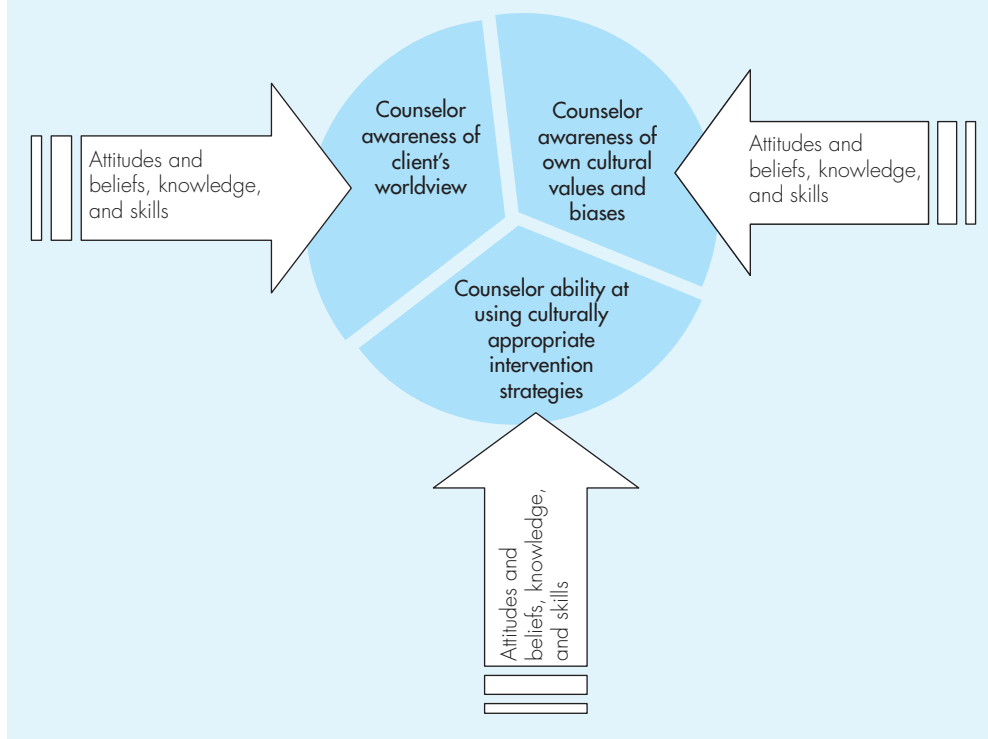 Counselor
awareness of
client's
worldview
Counselor
awareness of
own cultural
values and
biases
Attitudes and
beliefs, knowledge,
and skills
Attitudes and
beliefs, knowledge,
and skills
Counselor ability at
using culturally
appropriate
intervention
strategies
Attitudes and
beliefs, knowledge,
and skills